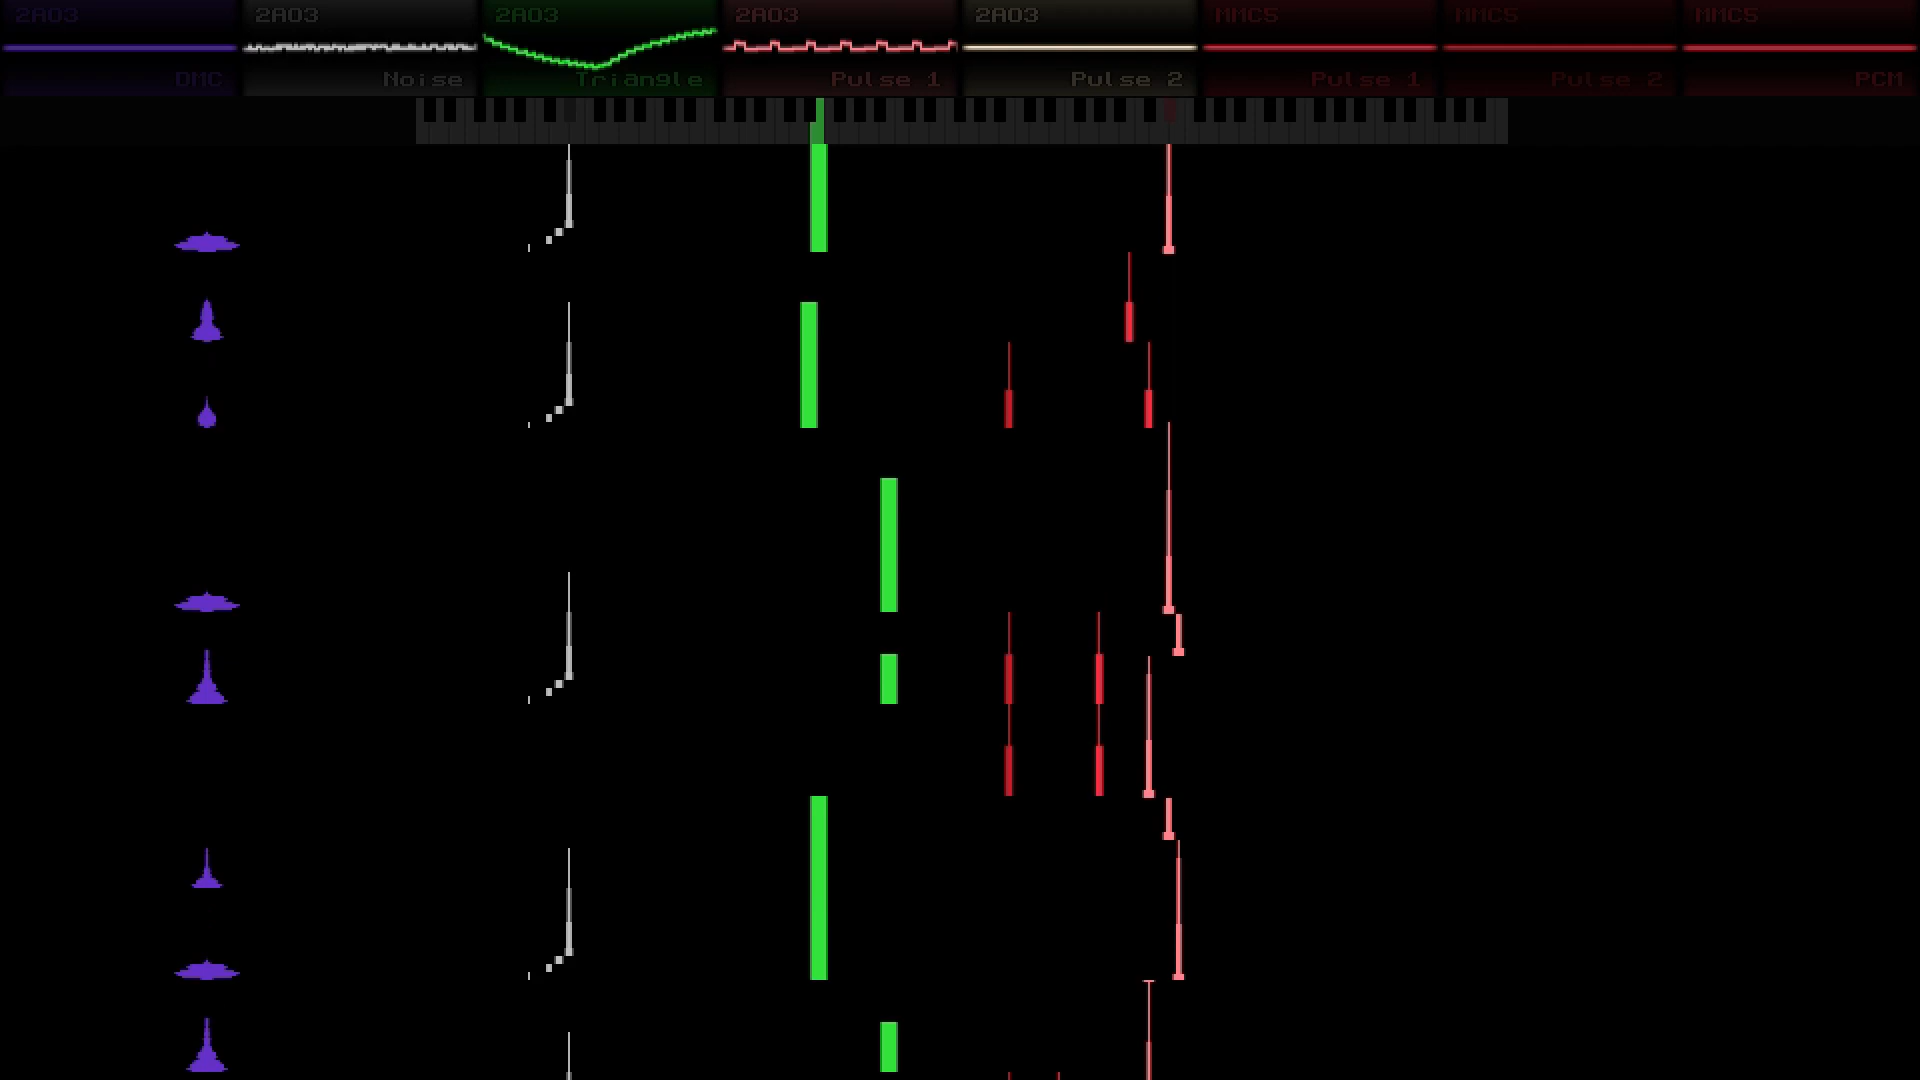 2A03 2A03 2A03 2A03 2A03 MMC5 MMC5 MMC5
DMC Noise Triangle Pulse 1 Pulse 2 Pulse 1 Pulse 2 PCM